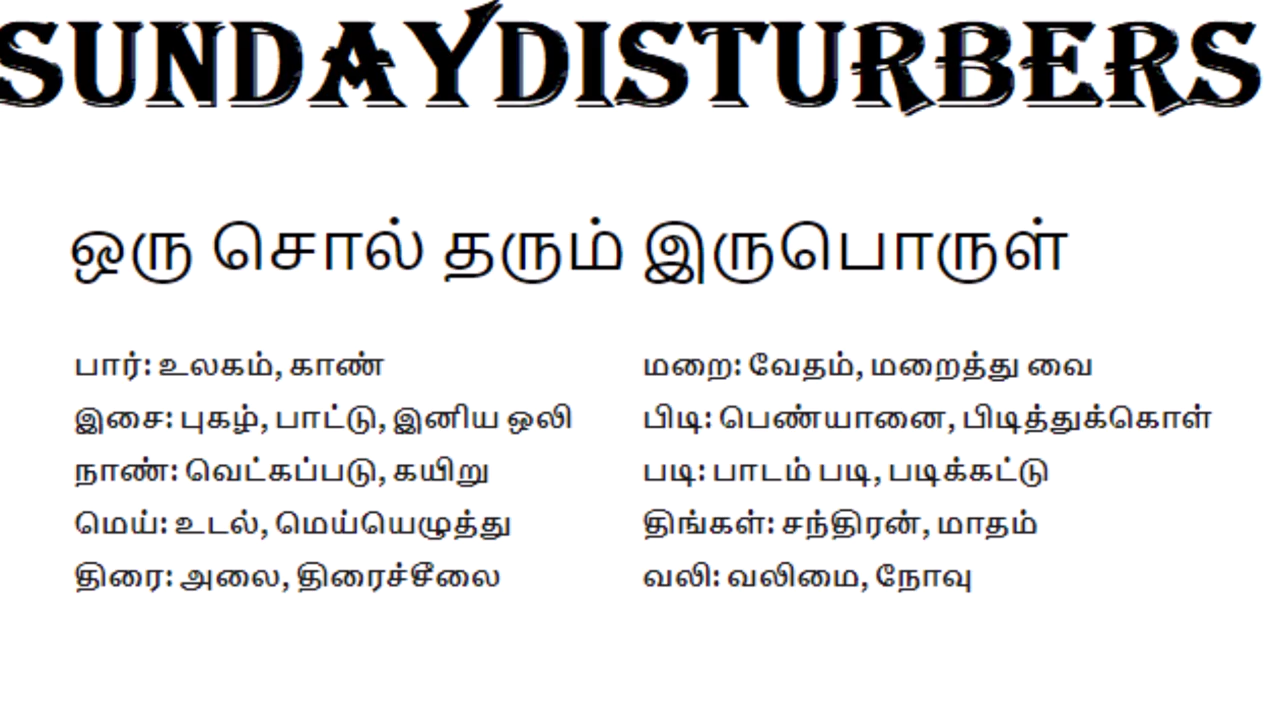 SUNDAYDISTURBERS
ஒரு சொல் தரும் இருபொருள்
பார்: உலகம், காண்
இசை: புகழ், பாட்டு, இனிய ஒலி
நாண்: வெட்கப்படு, கயிறு
மெய்: உடல், மெய்யெழுத்து
திரை: அலை, திரைச்சீலை
மறை: வேதம், மறைத்து வை
பிடி: பெண்யானை, பிடித்துக்கொள்
படி: பாடம் படி, படிக்கட்டு
திங்கள்: சந்திரன், மாதம்
வலி: வலிமை, நோவு